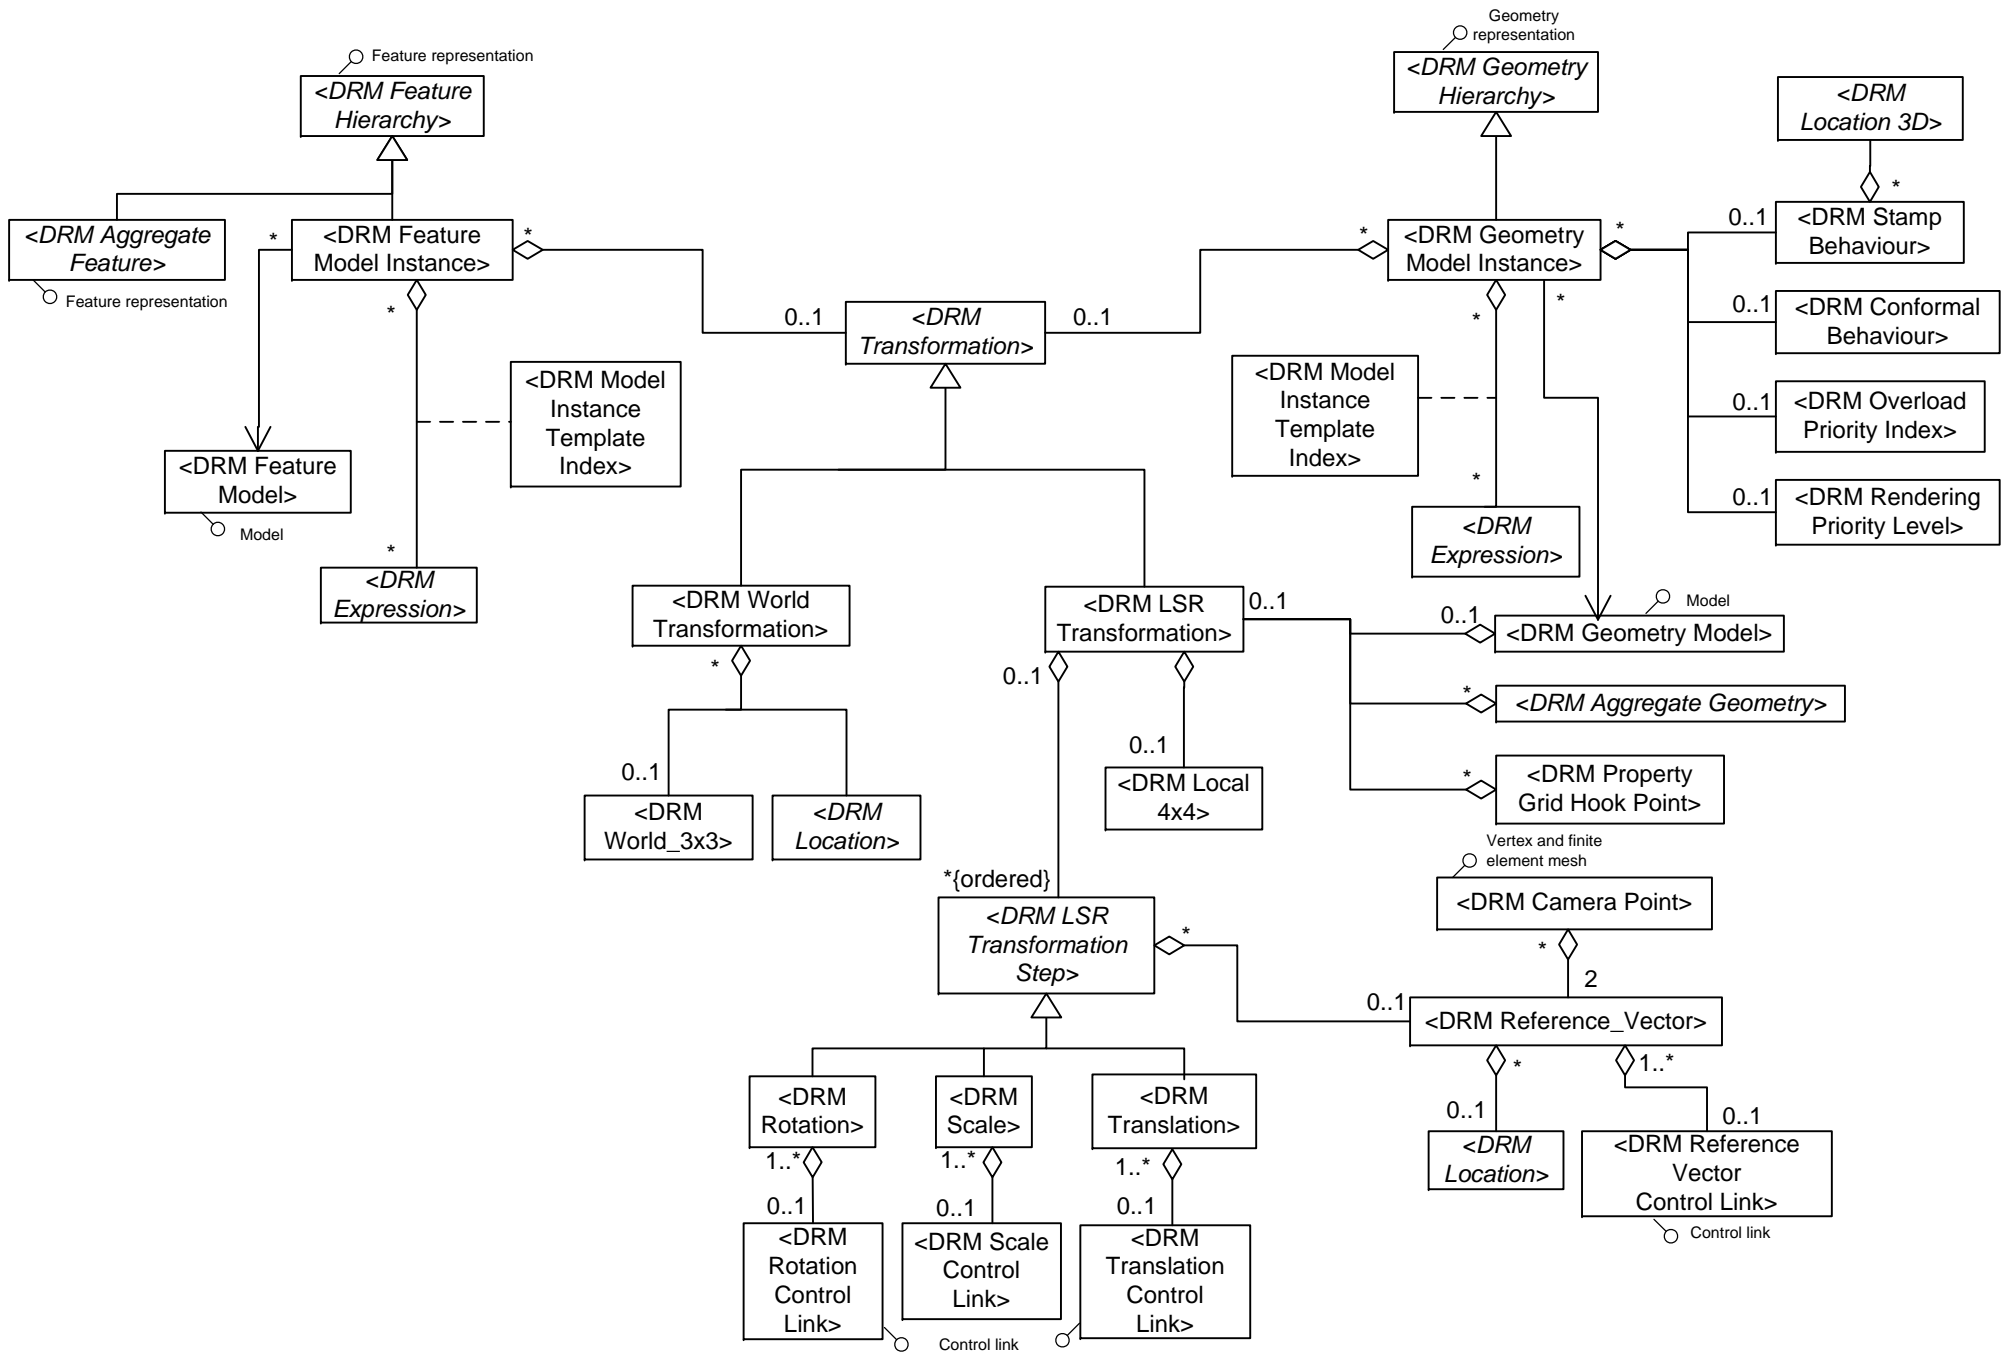 Geometry
representation
Feature representation
<DRM Geometry
Hierarchy>
<DRM Feature
Hierarchy>
<DRM
Location 3D>
*
<DRM Aggregate
Feature>
Feature representation
*
<DRM Feature
Model Instance>
*
*
*
<DRM Geometry
Model Instance>
*
*
*
0..1
<DRM Stamp
Behaviour>
0..1
<DRM Conformal
Behaviour>
0..1
<DRM Overload
Priority Index>
0..1
<DRM Rendering
Priority Level>
0..1
<DRM
Transformation>
0..1
<DRM Model
Instance
Template
Index>
<DRM Model
Instance
Template
Index>
<DRM Feature
Model>
Model
*
<DRM
Expression>
*
<DRM
Expression>
<DRM World
Transformation>
*
<DRM LSR
Transformation>
0..1
0..1
0..1
Model
<DRM Geometry Model>
*
<DRM Aggregate Geometry>
*
<DRM Property
Grid Hook Point>
0..1
<DRM
World_3x3>
<DRM
Location>
0..1
<DRM Local
4x4>
Vertex and finite
element mesh
<DRM Camera Point>
*
2
*{ordered}
<DRM LSR
Transformation
Step>
*
0..1
<DRM Reference_Vector>
*
1..*
0..1
<DRM
Location>
0..1
<DRM Reference
Vector
Control Link>
Control link
<DRM
Rotation>
<DRM
Scale>
<DRM
Translation>
1..*
1..*
1..*
0..1
0..1
0..1
<DRM
Rotation
Control
Link>
<DRM Scale
Control
Link>
<DRM
Translation
Control
Link>
Control link